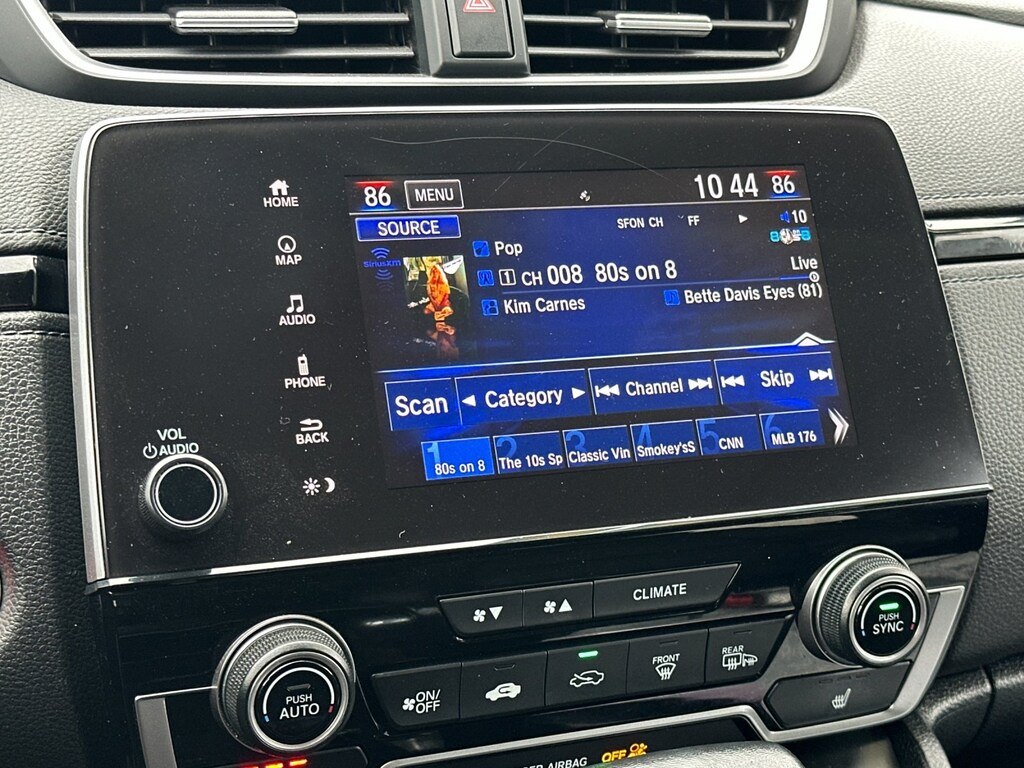 86 MENU 10 44 86
SOURCE SFON CH FF 10
SiriusXM Pop
1 CH 008 80s on 8 Live
Kim Carnes Bette Davis Eyes (81)
Scan Category Channel Skip
1 80s on 8 2 The 10s Sp 3 Classic Vin 4 Smokey'sS 5 CNN 6 MLB 176
HOME
MAP
AUDIO
PHONE
BACK
VOL
AUDIO
CLIMATE
PUSH
AUTO
ON/
OFF
FRONT
REAR
PUSH
SYNC
AIRBAG OFF